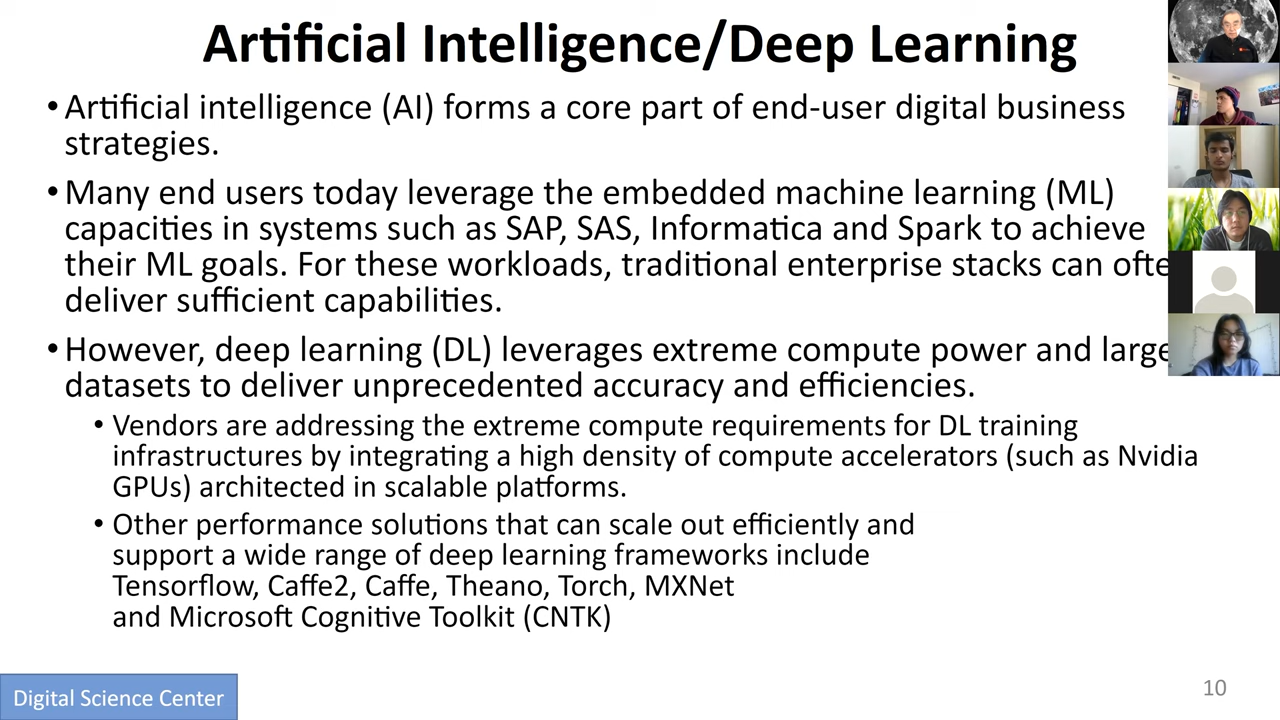 Artificial Intelligence/Deep Learning
• Artificial intelligence (AI) forms a core part of end-user digital business
strategies.
• Many end users today leverage the embedded machine learning (ML)
capacities in systems such as SAP, SAS, Informatica and Spark to achieve
their ML goals. For these workloads, traditional enterprise stacks can ofte
deliver sufficient capabilities.
• However, deep learning (DL) leverages extreme compute power and large
datasets to deliver unprecedented accuracy and efficiencies.
• Vendors are addressing the extreme compute requirements for DL training
infrastructures by integrating a high density of compute accelerators (such as Nvidia
GPUs) architected in scalable platforms.
• Other performance solutions that can scale out efficiently and
support a wide range of deep learning frameworks include
Tensorflow, Caffe2, Caffe, Theano, Torch, MXNet
and Microsoft Cognitive Toolkit (CNTK)
Digital Science Center
10